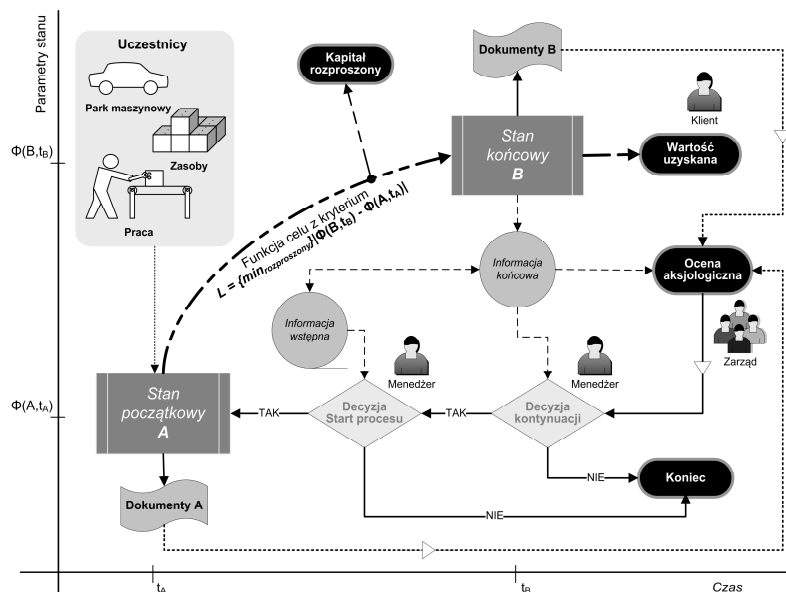 Parametry stanu
Uczestnicy
Park maszynowy
Zasoby
Praca
Kapitał
rozproszony
Dokumenty B
Klient
Φ(B,tB)
Stan
końcowy
B
Wartość
uzyskana
Funkcja celu z kryterium
L = {minrozproszony}|Φ(B,tB) - Φ(A,tA)|
Informacja
końcowa
Ocena
aksjologiczna
Informacja
wstępna
Menedżer
Menedżer
Zarząd
Φ(A,tA)
Stan
początkowy
A
TAK
Decyzja
Start procesu
TAK
Decyzja
kontynuacji
NIE
Koniec
Dokumenty A
NIE
tA
tB
Czas